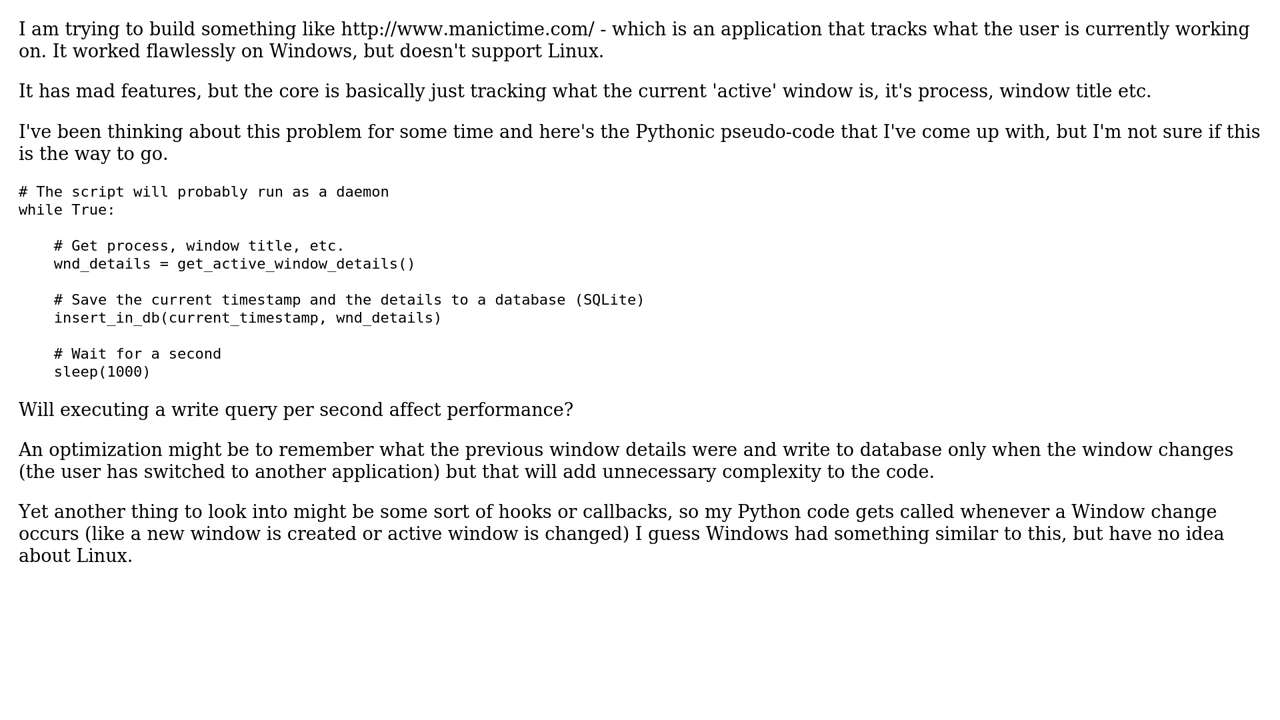 I am trying to build something like http://www.manictime.com/ - which is an application that tracks what the user is currently working
on. It worked flawlessly on Windows, but doesn't support Linux.
It has mad features, but the core is basically just tracking what the current 'active' window is, it's process, window title etc.
I've been thinking about this problem for some time and here's the Pythonic pseudo-code that I've come up with, but I'm not sure if this
is the way to go.
# The script will probably run as a daemon
while True:
    # Get process, window title, etc.
    wnd_details = get_active_window_details()
    # Save the current timestamp and the details to a database (SQLite)
    insert_in_db(current_timestamp, wnd_details)
    # Wait for a second
    sleep(1000)
Will executing a write query per second affect performance?
An optimization might be to remember what the previous window details were and write to database only when the window changes
(the user has switched to another application) but that will add unnecessary complexity to the code.
Yet another thing to look into might be some sort of hooks or callbacks, so my Python code gets called whenever a Window change
occurs (like a new window is created or active window is changed) I guess Windows had something similar to this, but have no idea
about Linux.